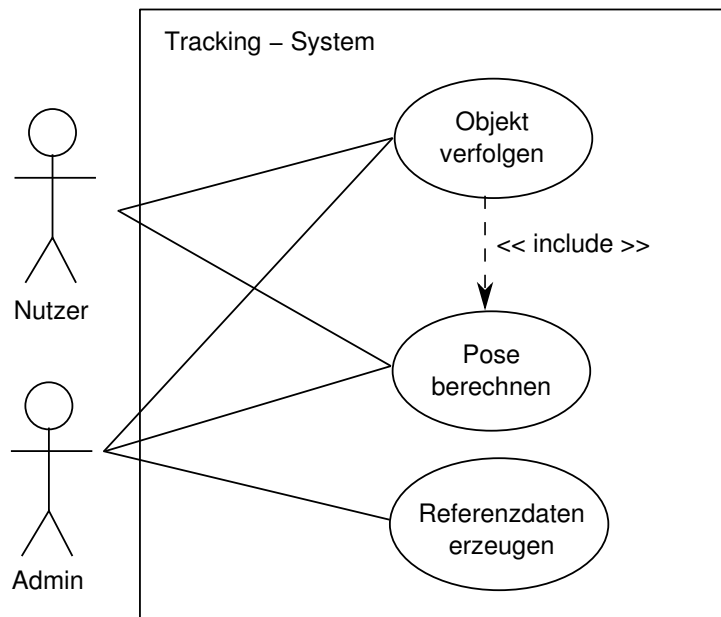 Tracking – System
Objekt
verfolgen
<< include >>
Nutzer
Pose
berechnen
Referenzdaten
erzeugen
Admin